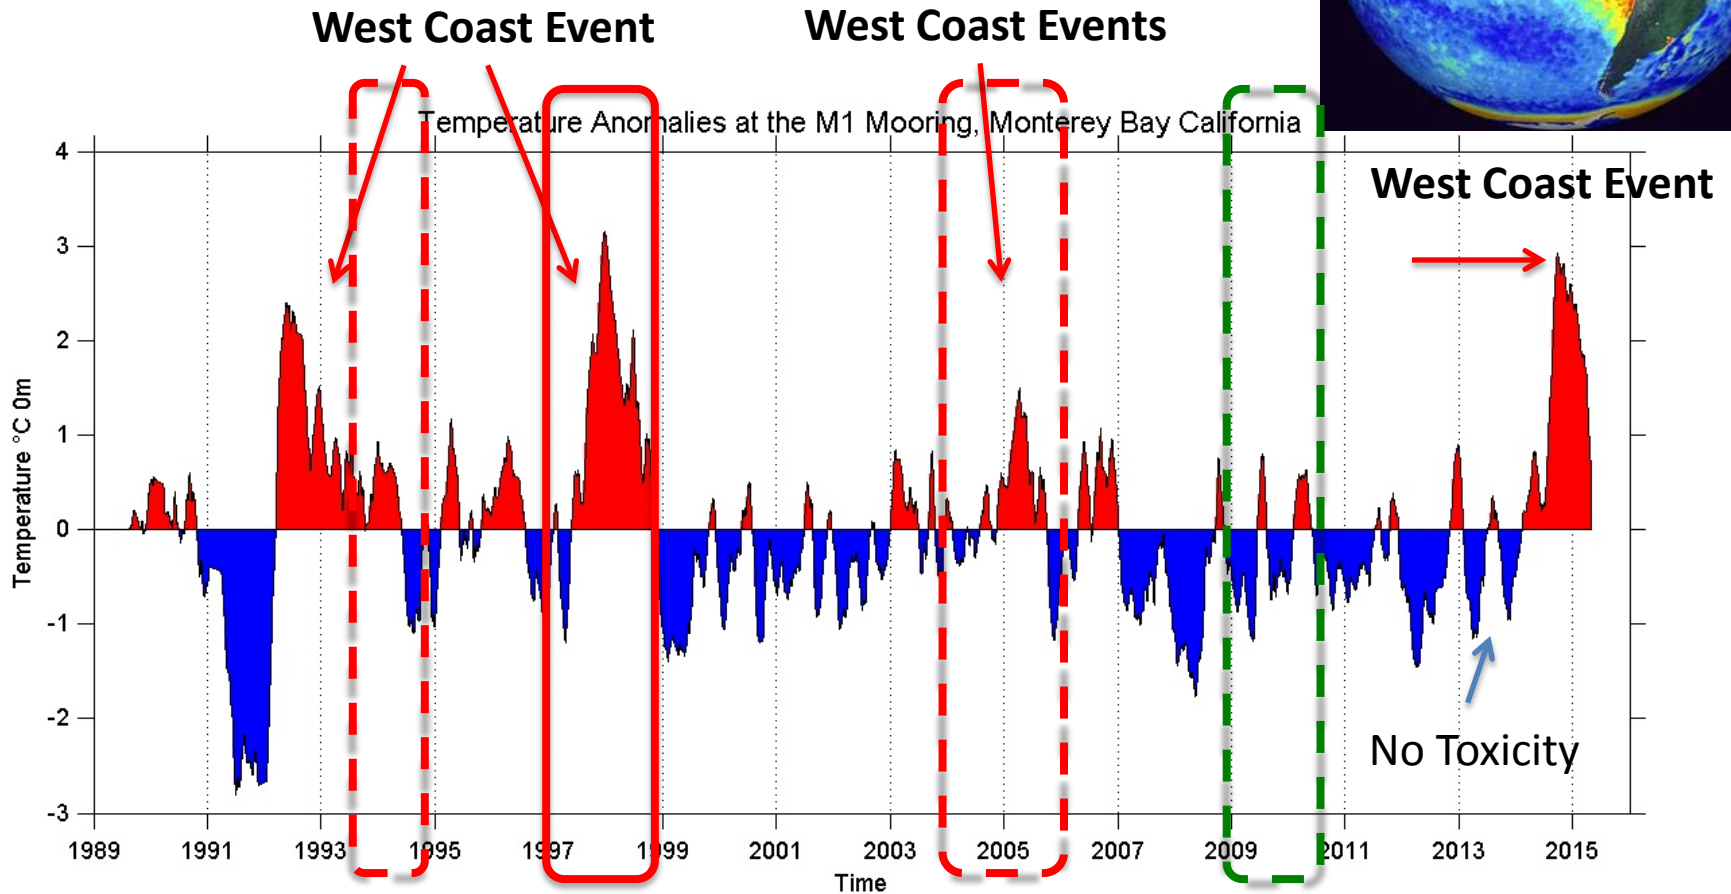 West Coast Event
West Coast Events
Temperature Anomalies at the M1 Mooring, Monterey Bay California
West Coast Event
4
3
2
1
0
-1
-2
-3
Temperature °C 0m
No Toxicity
1989 1991 1993 1995 1997 1999 2001 2003 2005 2007 2009 2011 2013 2015
Time